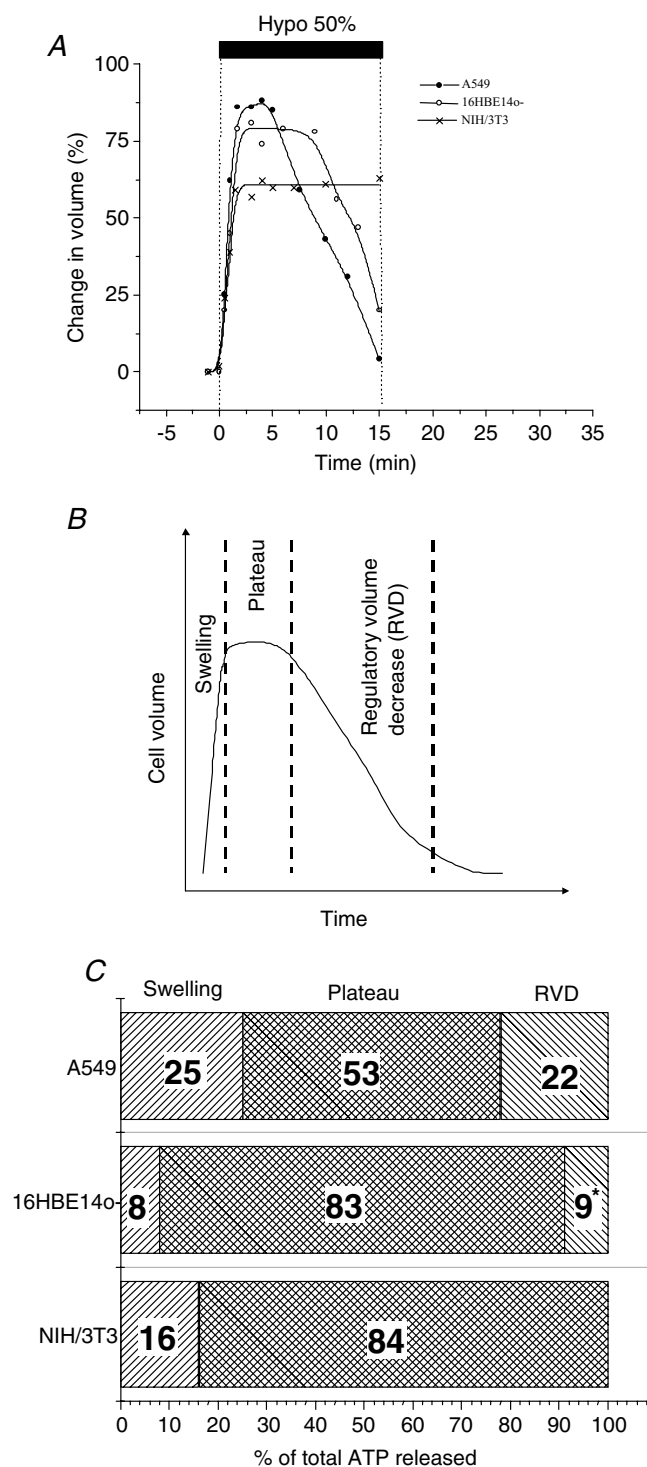 A
Hypo 50%
A549
16HBE14o-
NIH/3T3
Change in volume (%)
100
75
50
25
0
-5 0 5 10 15 20 25 30 35
Time (min)
B
Swelling
Plateau
Regulatory volume
decrease (RVD)
Cell volume
Time
C
Swelling Plateau RVD
A549 25 53 22
16HBE14o- 8 83 9*
NIH/3T3 16 84
0 10 20 30 40 50 60 70 80 90 100
% of total ATP released